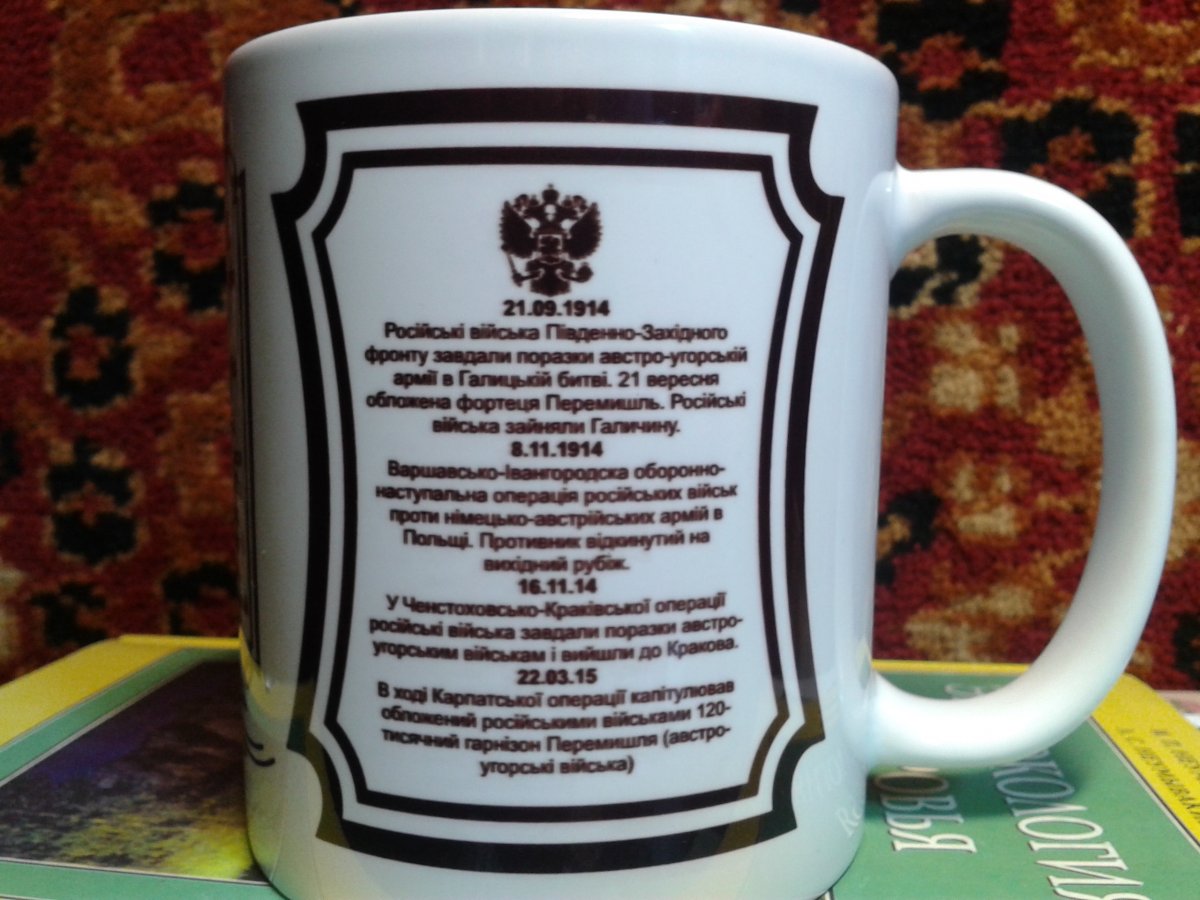 21.09.1914
Російські війська Південно-Західного
фронту завдали поразки австро-угорській
армії в Галицькій битві. 21 вересня
обложена фортеця Перемишль. Російські
війська зайняли Галичину.
8.11.1914
Варшавсько-Івангородска оборонно-
наступальна операція російських військ
проти німецько-австрійських армій в
Польщі. Противник відкинутий на
вихідний рубіж.
16.11.14
У Ченстоховсько-Краківської операції
російські війська завдали поразки австро-
угорським військам і вийшли до Кракова.
22.03.15
В ході Карпатської операції капітулював
обложений російськими військами 120-
тисячний гарнізон Перемишля (австро-
угорські війська)